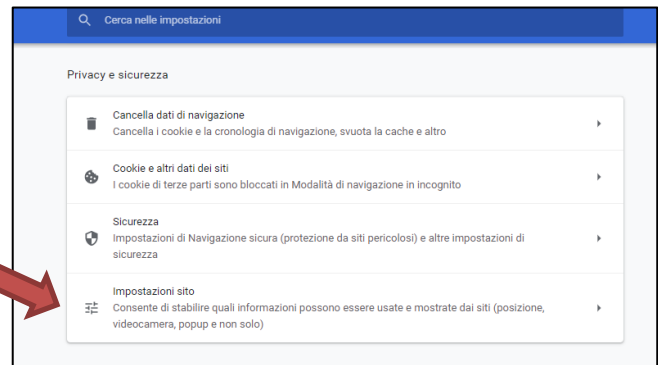 Cerca nelle impostazioni
Privacy e sicurezza
Cancella dati di navigazione
Cancella i cookie e la cronologia di navigazione, svuota la cache e altro
Cookie e altri dati dei siti
I cookie di terze parti sono bloccati in Modalità di navigazione in incognito
Sicurezza
Impostazioni di Navigazione sicura (protezione da siti pericolosi) e altre impostazioni di
sicurezza
Impostazioni sito
Consente di stabilire quali informazioni possono essere usate e mostrate dai siti (posizione,
videocamera, popup e non solo)